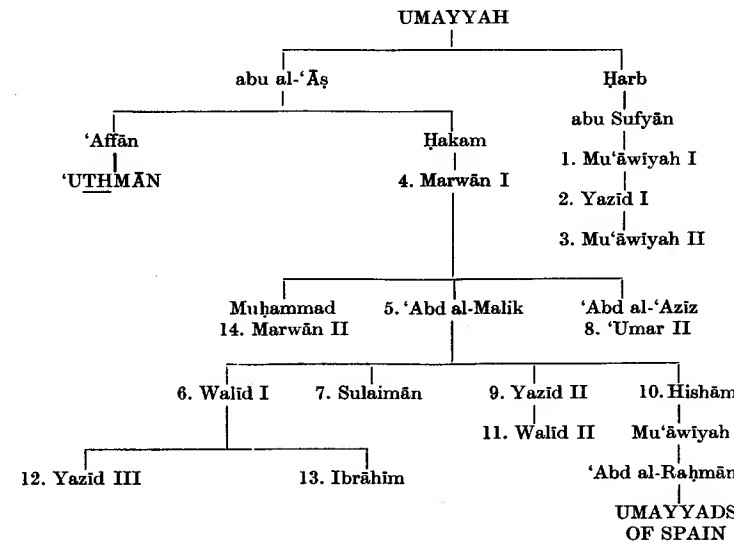 UMAYYAH
abu al-‘Āṣ Ḥarb
abu Sufyān
‘Affān Ḥakam
1. Mu‘āwiyah I
‘UTHMĀN 4. Marwān I
2. Yazīd I
3. Mu‘āwiyah II
Muḥammad 5. ‘Abd al-Malik ‘Abd al-‘Azīz
14. Marwān II 8. ‘Umar II
6. Walīd I 7. Sulaimān 9. Yazīd II 10. Hishām
11. Walīd II Mu‘āwiyah
12. Yazīd III 13. Ibrāhīm ‘Abd al-Raḥmān
UMAYYADS
OF SPAIN